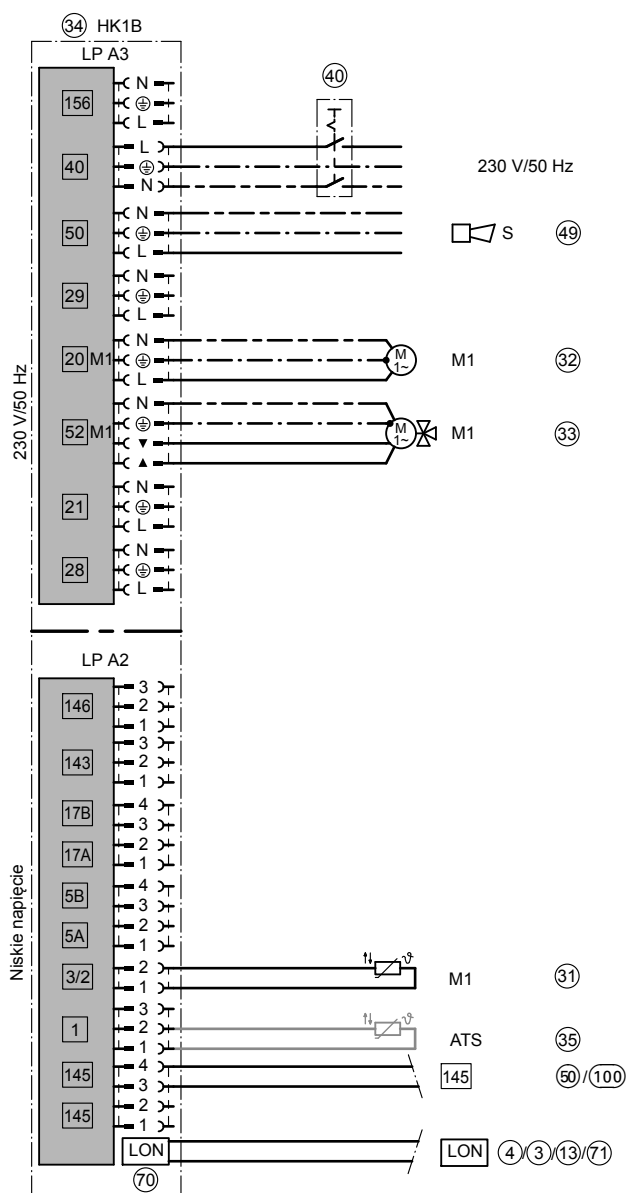 34 HK1B
LP A3
230 V/50 Hz
156
N
L
40
40
L
N
230 V/50 Hz
50
N
L
S 49
29
N
L
20 M1
N
L
M
1~
M1 32
52 M1
N
▼
▲
M
1~
M1 33
21
N
L
28
N
L
LP A2
Niskie napięcie
146
3
2
1
143
3
2
1
17B
4
3
17A
2
1
5B
4
3
5A
2
1
3/2
2
1
ϑ
M1 31
1
3
2
1
ϑ
ATS 35
145
4
3
145 50/100
145
2
1
LON
LON 4/3/13/71
70